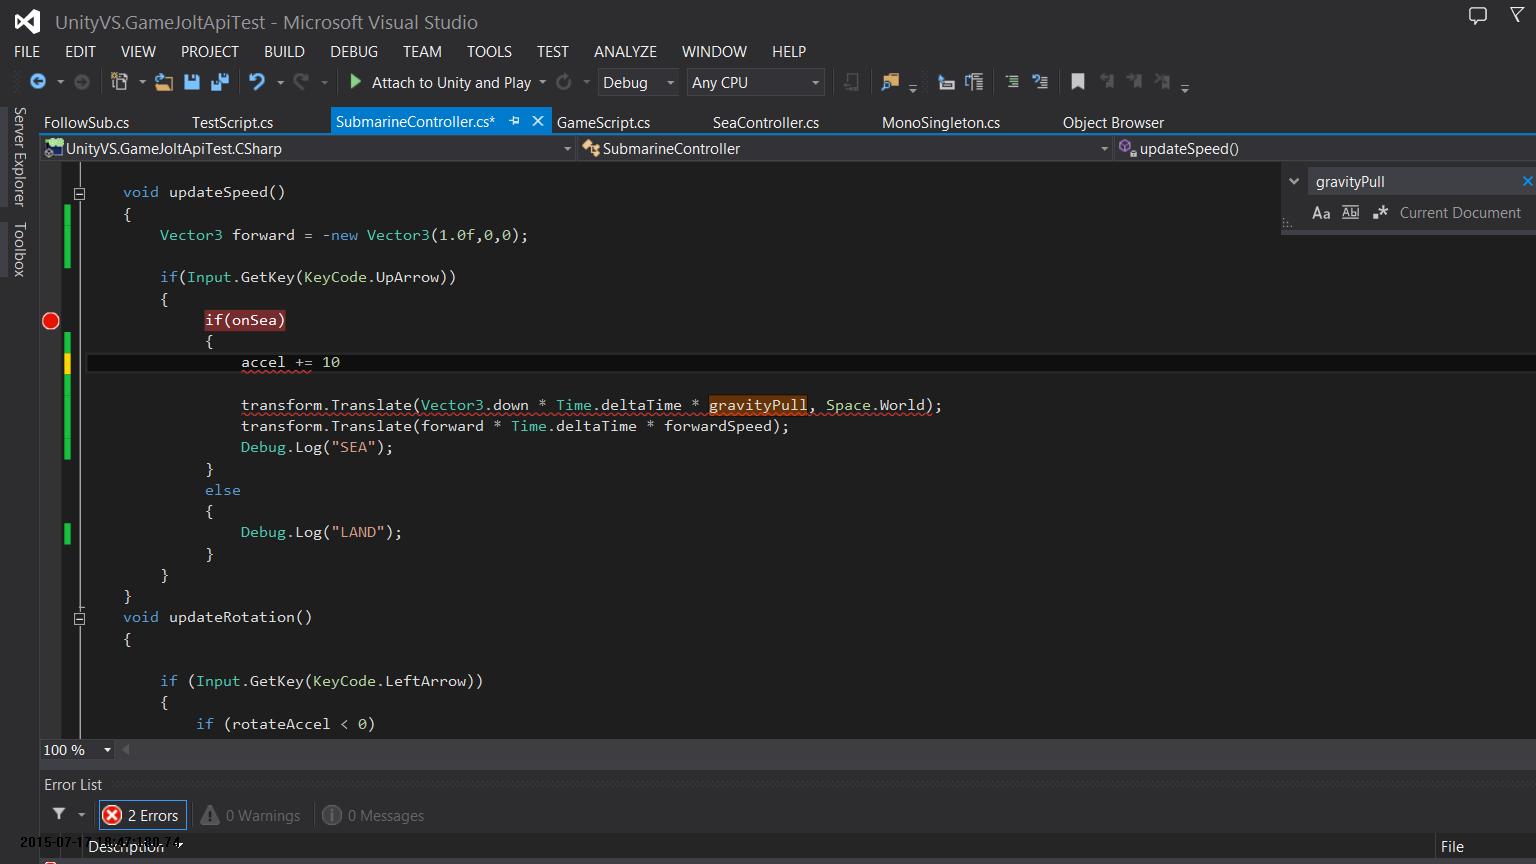 UnityVS.GameJoltApiTest - Microsoft Visual Studio
FILE EDIT VIEW PROJECT BUILD DEBUG TEAM TOOLS TEST ANALYZE WINDOW HELP
Attach to Unity and Play Debug Any CPU
Server Explorer
Toolbox
FollowSub.cs TestScript.cs SubmarineController.cs* GameScript.cs SeaController.cs MonoSingleton.cs Object Browser
UnityVS.GameJoltApiTest.CSharp SubmarineController updateSpeed()
gravityPull
Aa Abl .* Current Document
void updateSpeed()
{
Vector3 forward = -new Vector3(1.0f,0,0);
if(Input.GetKey(KeyCode.UpArrow))
{
if(onSea)
{
accel += 10
transform.Translate(Vector3.down * Time.deltaTime * gravityPull, Space.World);
transform.Translate(forward * Time.deltaTime * forwardSpeed);
Debug.Log("SEA");
}
else
{
Debug.Log("LAND");
}
}
}
void updateRotation()
{
if (Input.GetKey(KeyCode.LeftArrow))
{
if (rotateAccel < 0)
100 %
Error List
2 Errors 0 Warnings 0 Messages
Description File